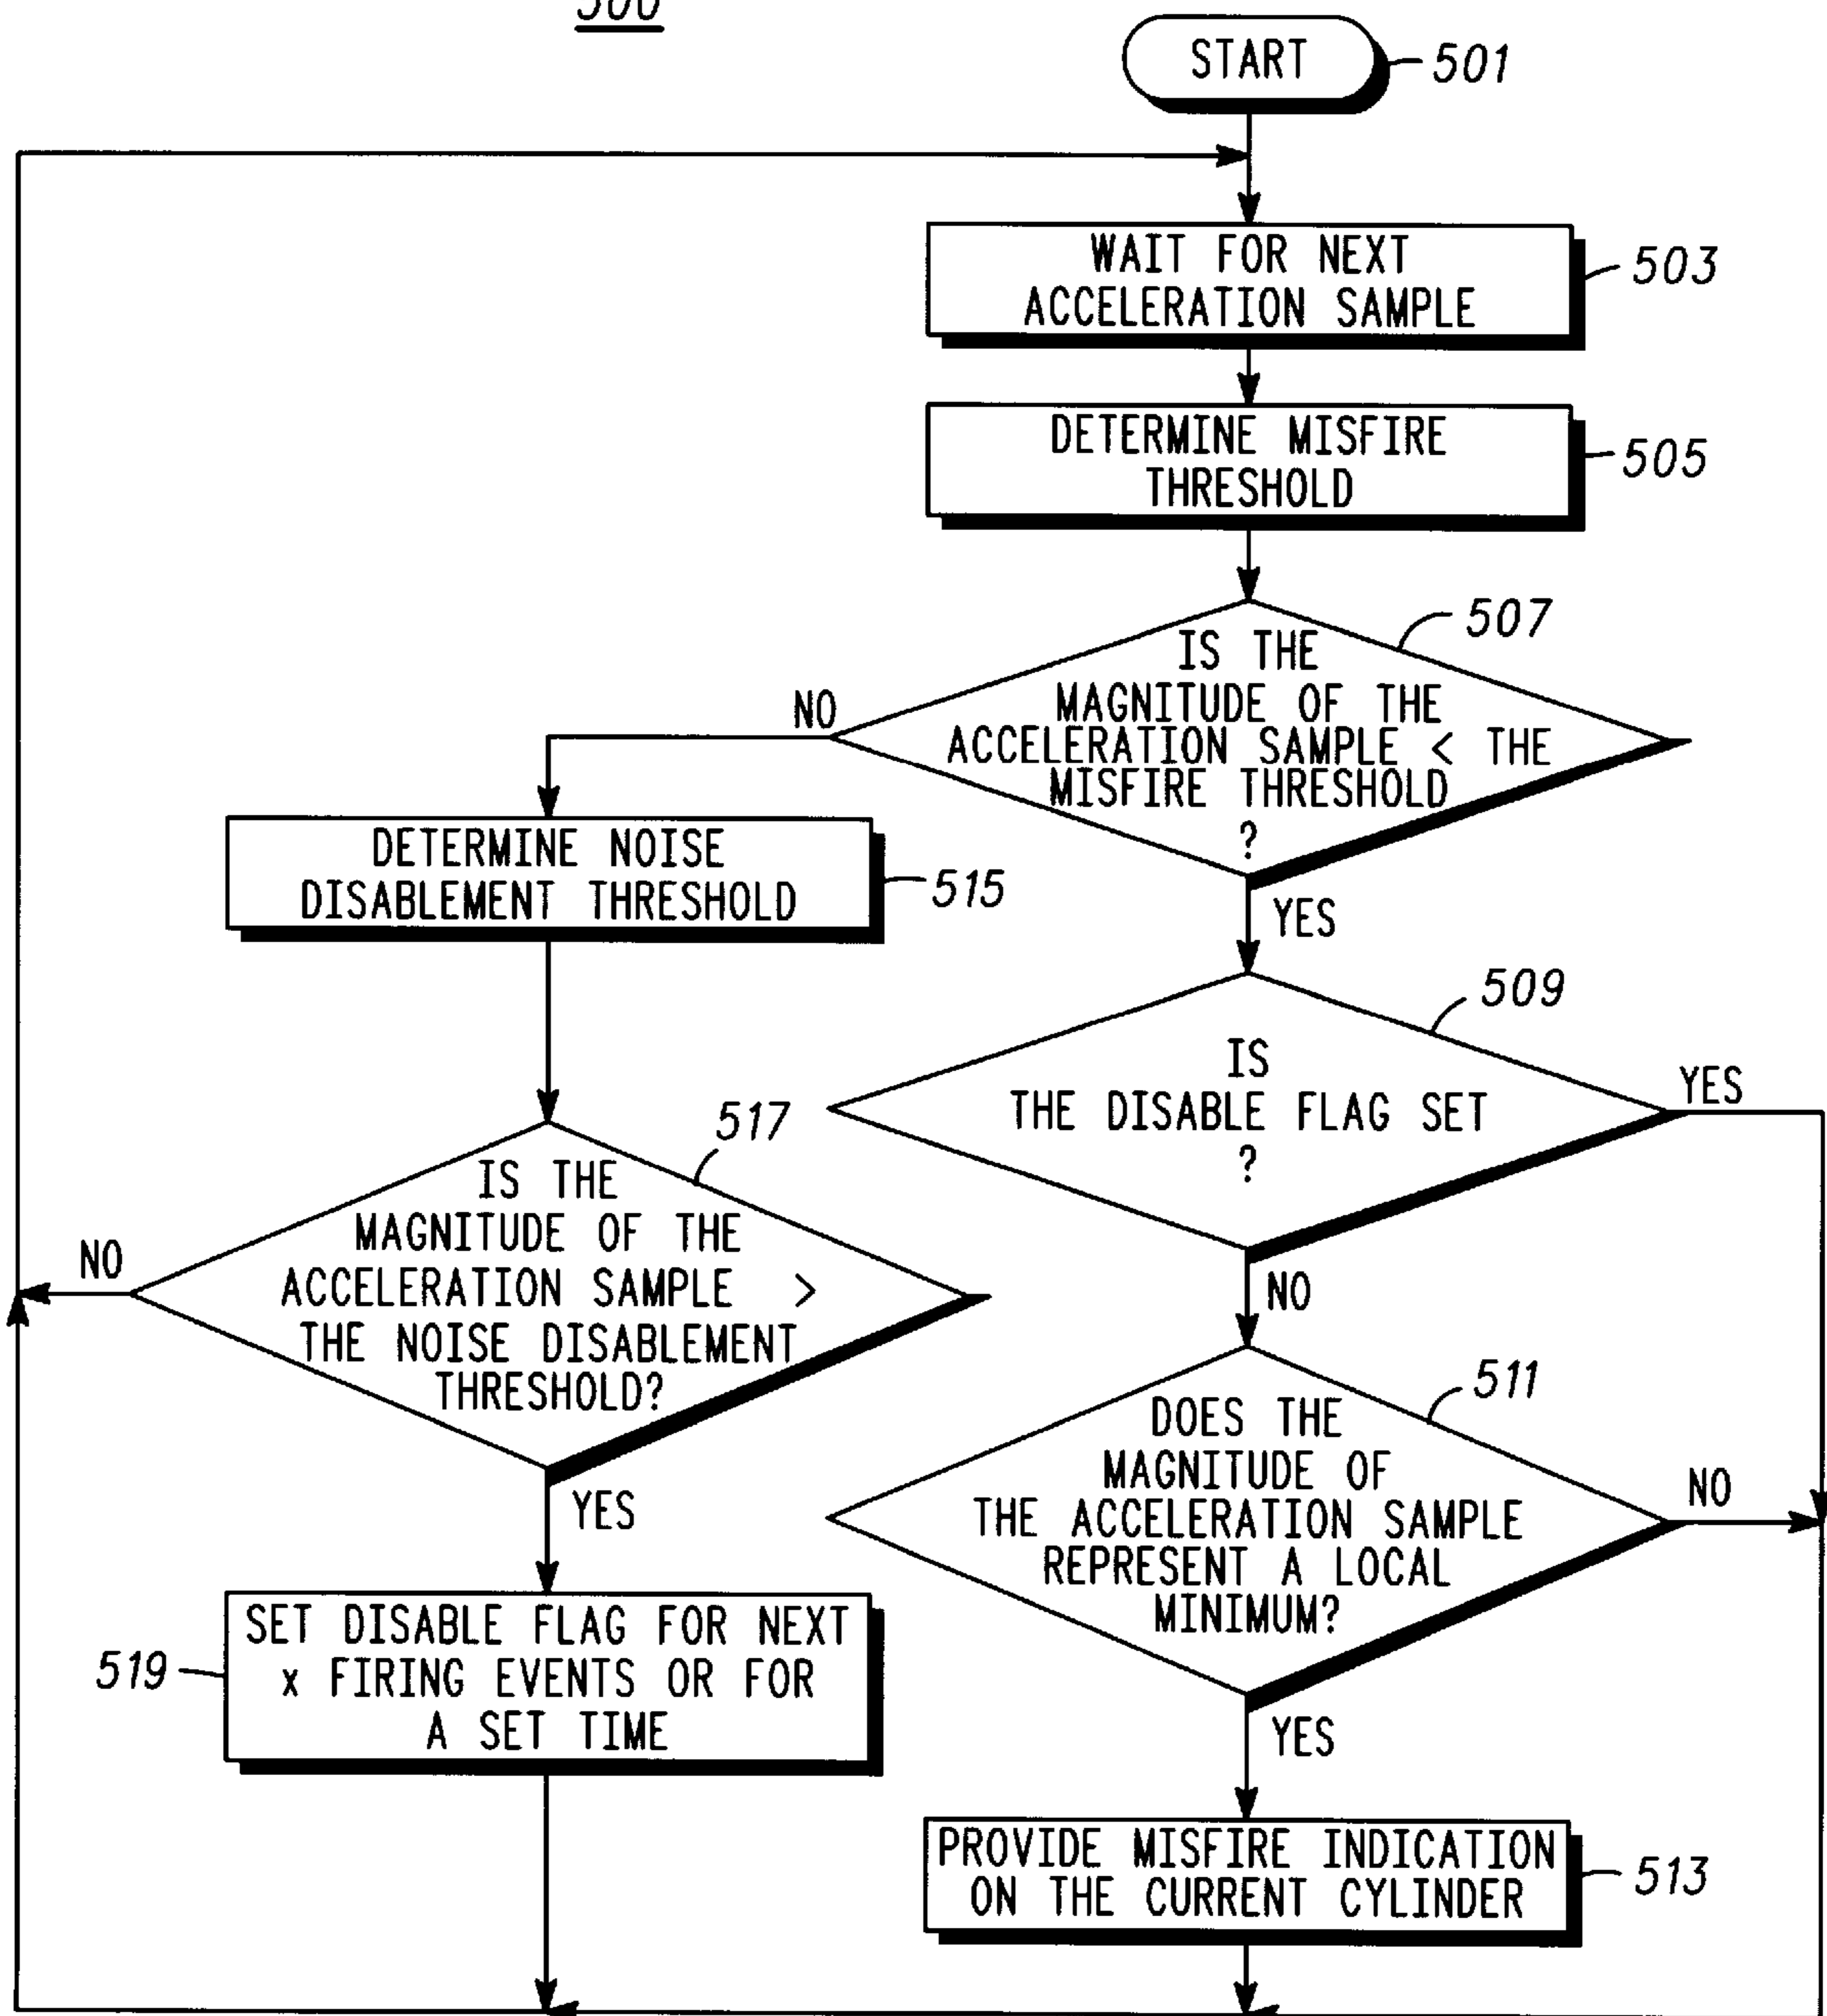 500
START
501
WAIT FOR NEXT
ACCELERATION SAMPLE
503
DETERMINE MISFIRE
THRESHOLD
505
507
IS THE
MAGNITUDE OF THE
ACCELERATION SAMPLE < THE
MISFIRE THRESHOLD
?
NO
YES
DETERMINE NOISE
DISABLEMENT THRESHOLD
515
509
IS
THE DISABLE FLAG SET
?
YES
NO
517
IS THE
MAGNITUDE OF THE
ACCELERATION SAMPLE >
THE NOISE DISABLEMENT
THRESHOLD?
NO
YES
511
DOES THE
MAGNITUDE OF
THE ACCELERATION SAMPLE
REPRESENT A LOCAL
MINIMUM?
NO
YES
519
SET DISABLE FLAG FOR NEXT
x FIRING EVENTS OR FOR
A SET TIME
PROVIDE MISFIRE INDICATION
ON THE CURRENT CYLINDER
513